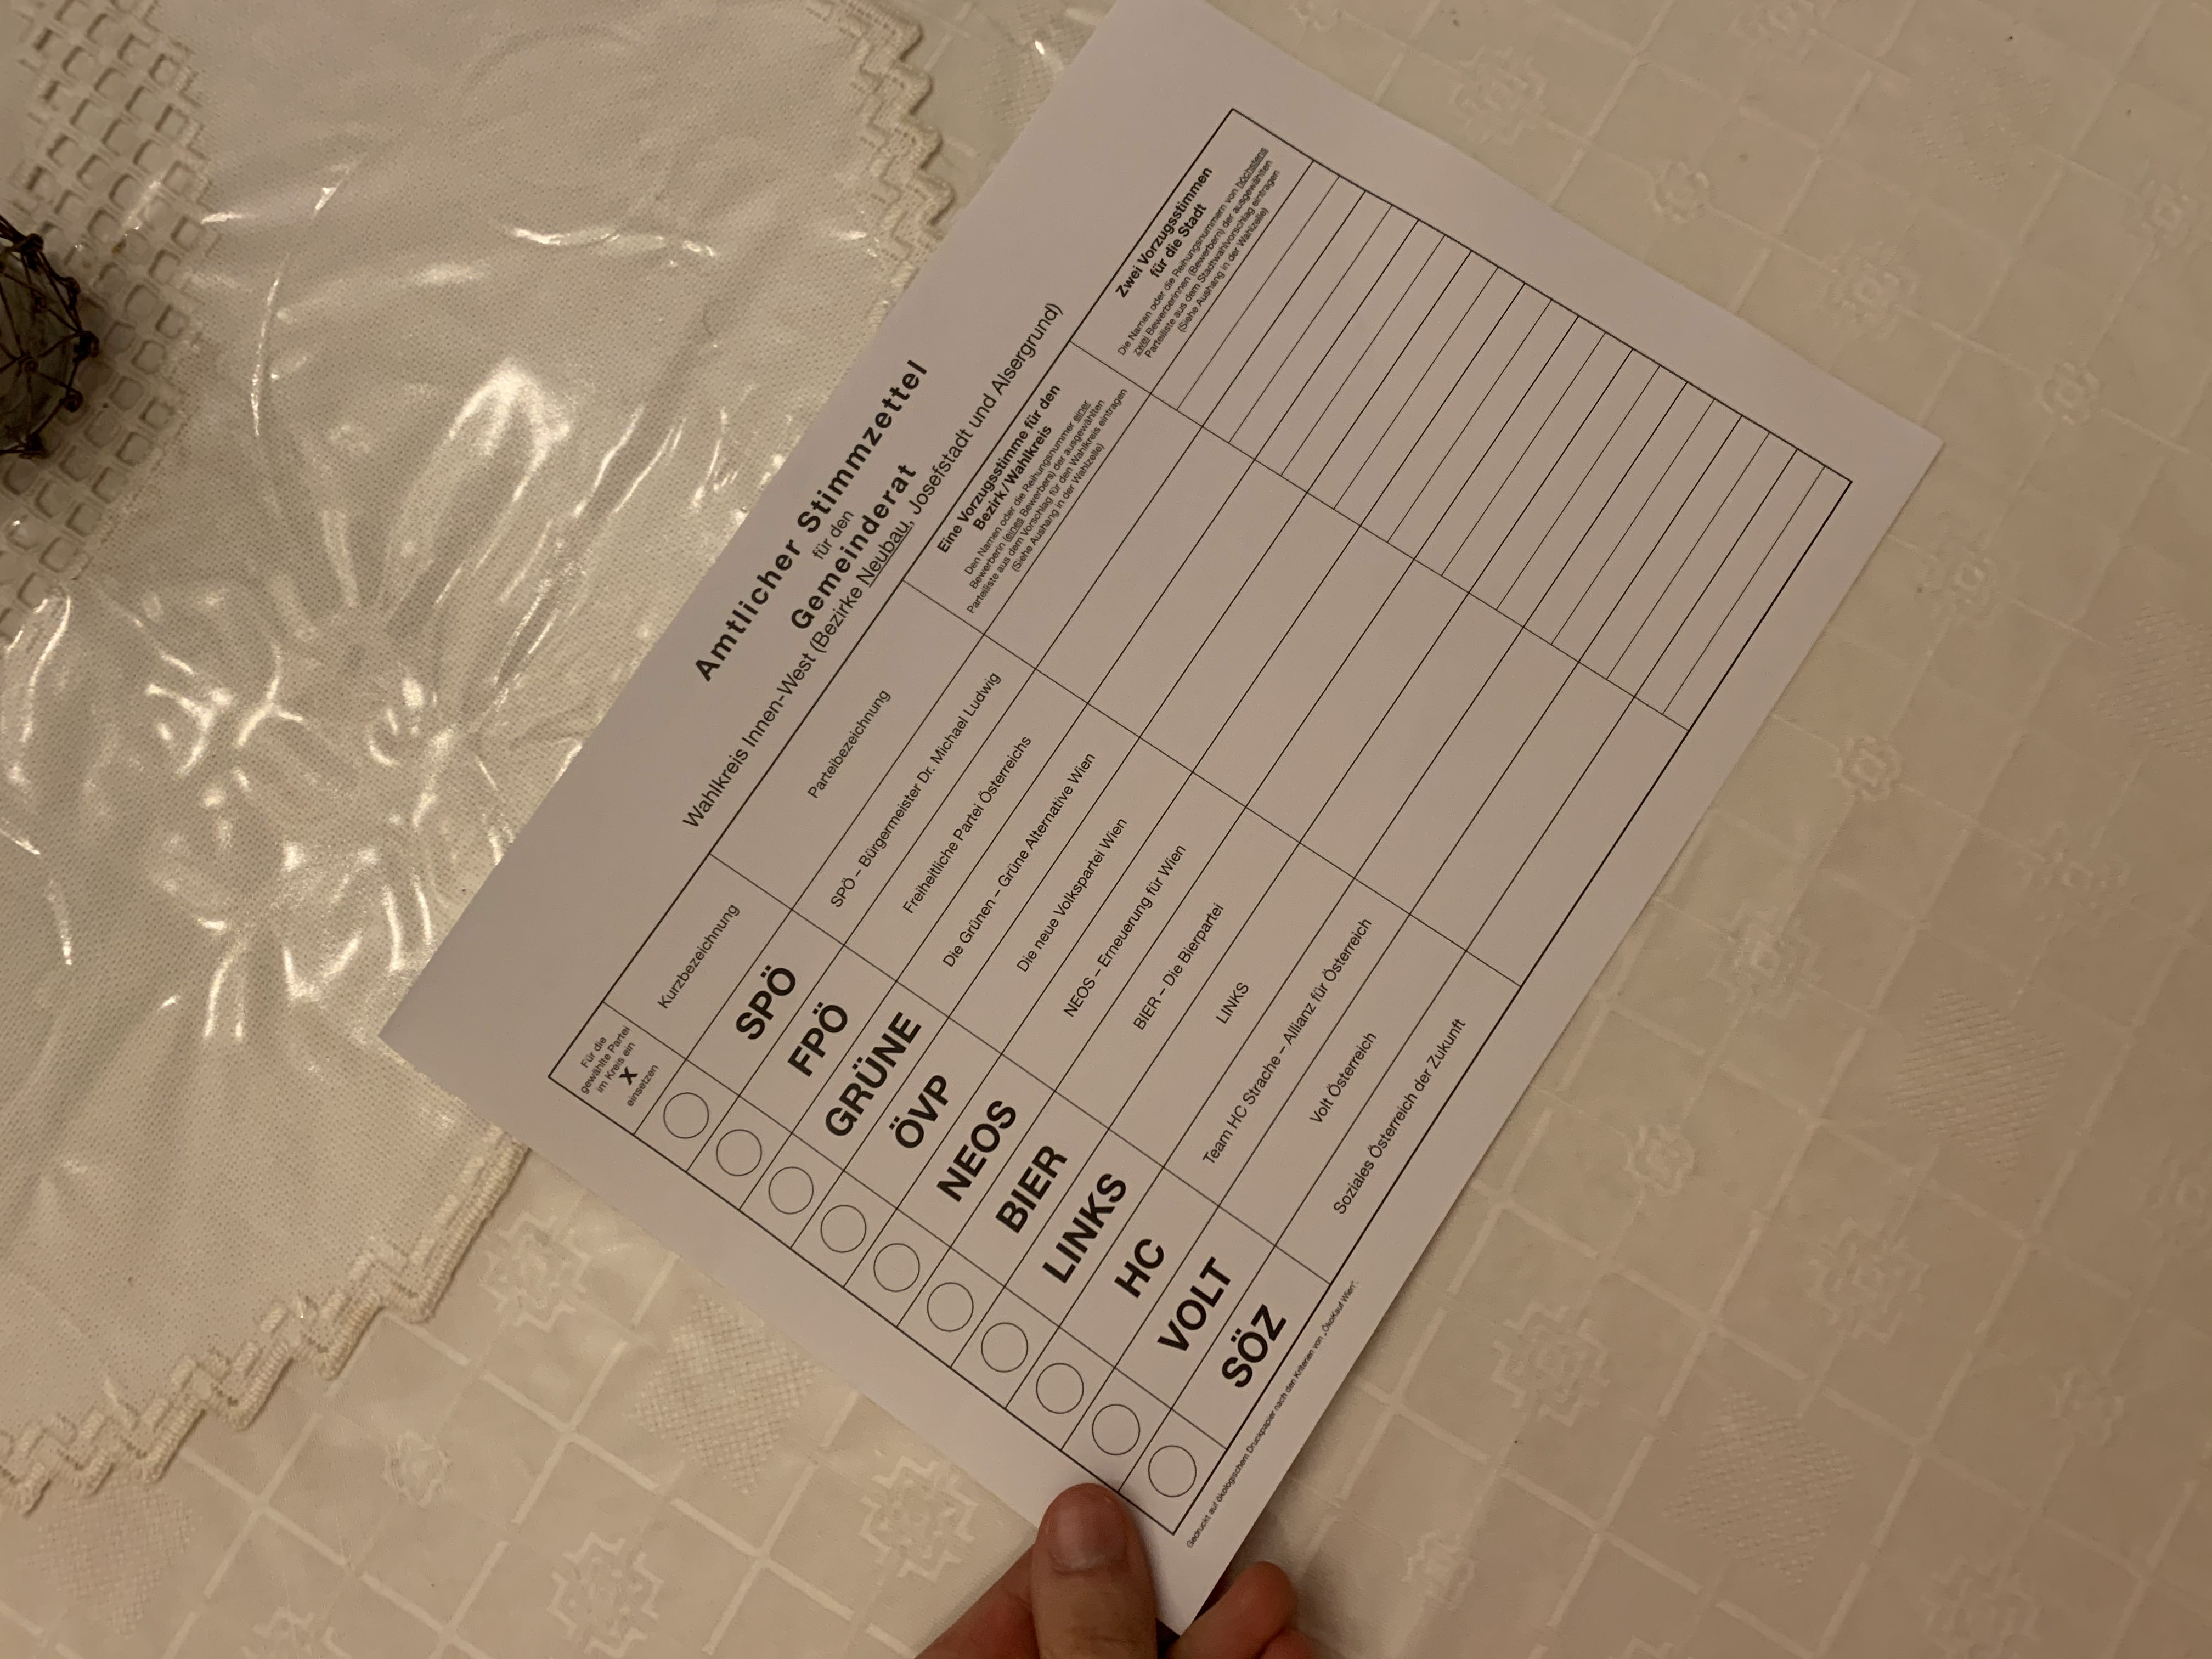 Amtlicher Stimmzettel
für den
Gemeinderat
Wahlkreis Innen-West (Bezirke Neubau, Josefstadt und Alsergrund)
Für die
gewählte Partei
im Kreis ein
X
einsetzen
Kurzbezeichnung
Parteibezeichnung
Eine Vorzugsstimme für den
Bezirk/Wahlkreis
Den Namen oder die Reihungsnummer einer
Bewerberin (eines Bewerbers) der ausgewählten
Parteiliste aus dem Vorschlag für den Wahlkreis eintragen
(Siehe Aushang in der Wahlzelle)
Zwei Vorzugsstimmen
für die Stadt
Die Namen oder die Reihungsnummern von höchstens
zwei Bewerberinnen (Bewerbern) der ausgewählten
Parteiliste aus dem Stadtwahlvorschlag eintragen
(Siehe Aushang in der Wahlzelle)
SPÖ
SPÖ – Bürgermeister Dr. Michael Ludwig
FPÖ
Freiheitliche Partei Österreichs
GRÜNE
Die Grünen – Grüne Alternative Wien
ÖVP
Die neue Volkspartei Wien
NEOS
NEOS – Erneuerung für Wien
BIER
BIER – Die Bierpartei
LINKS
LINKS
HC
Team HC Strache – Allianz für Österreich
VOLT
Volt Österreich
SÖZ
Soziales Österreich der Zukunft
Gedruckt auf ökologischem Druckpapier nach den Kriterien von „ÖkoKauf Wien“.